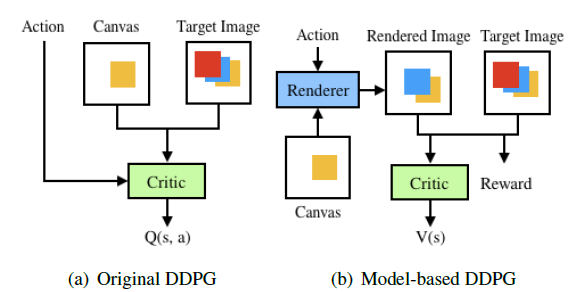 Action Canvas Target Image
Critic
Q(s, a)
(a) Original DDPG
Action Rendered Image Target Image
Renderer
Canvas
Critic Reward
V(s)
(b) Model-based DDPG